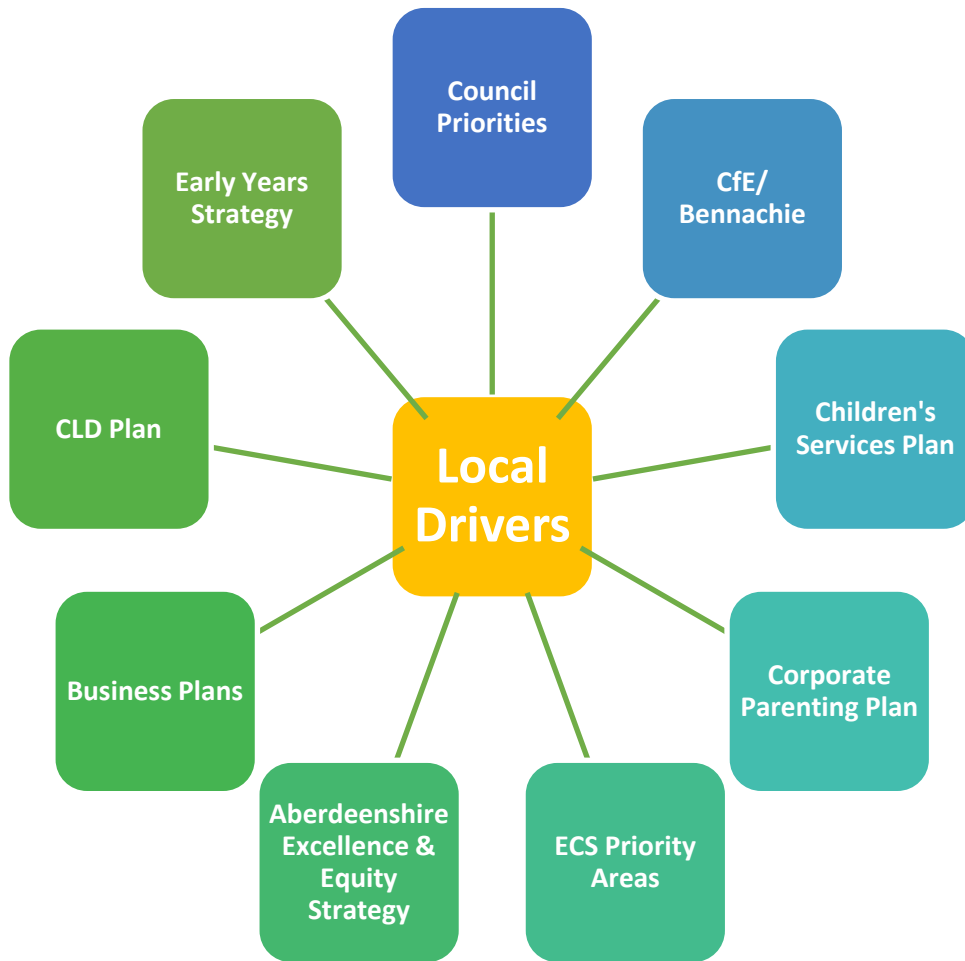 Council
Priorities
CfE/
Bennachie
Children's
Services Plan
Corporate
Parenting Plan
ECS Priority
Areas
Aberdeenshire
Excellence &
Equity
Strategy
Business Plans
CLD Plan
Early Years
Strategy
Local
Drivers